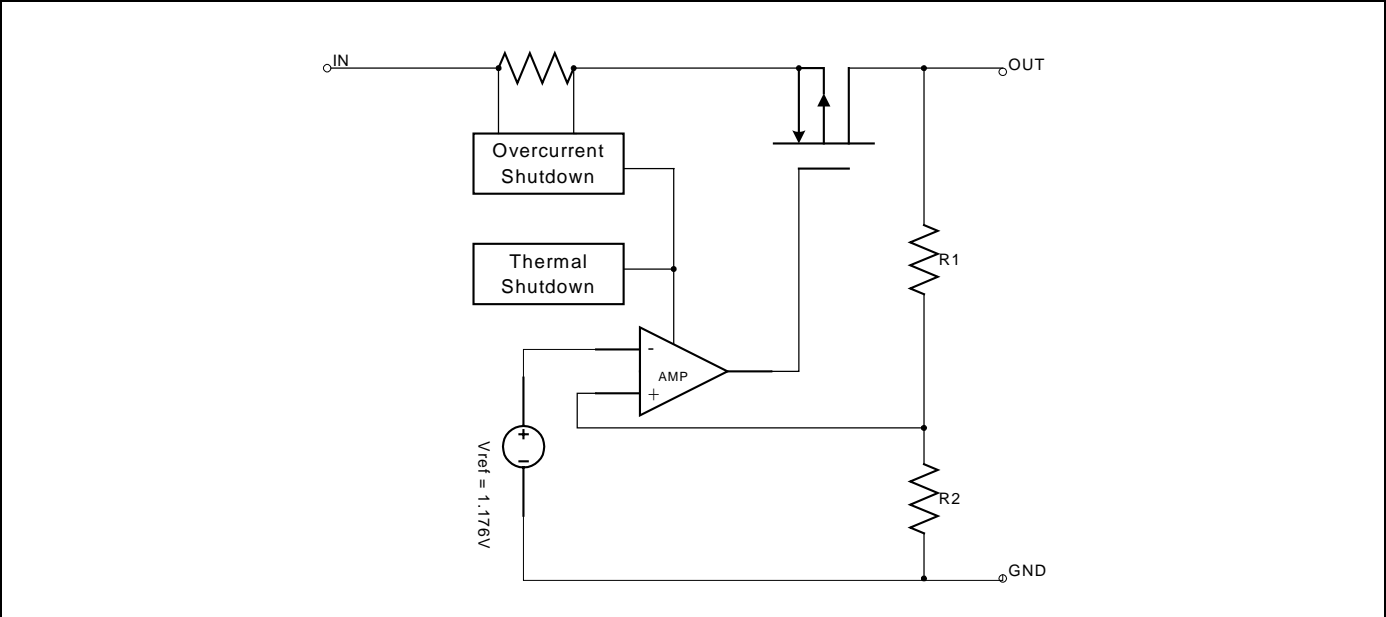 IN
OUT
Overcurrent
Shutdown
Thermal
Shutdown
R1
-
AMP
+
+
-
Vref = 1.176V
R2
GND